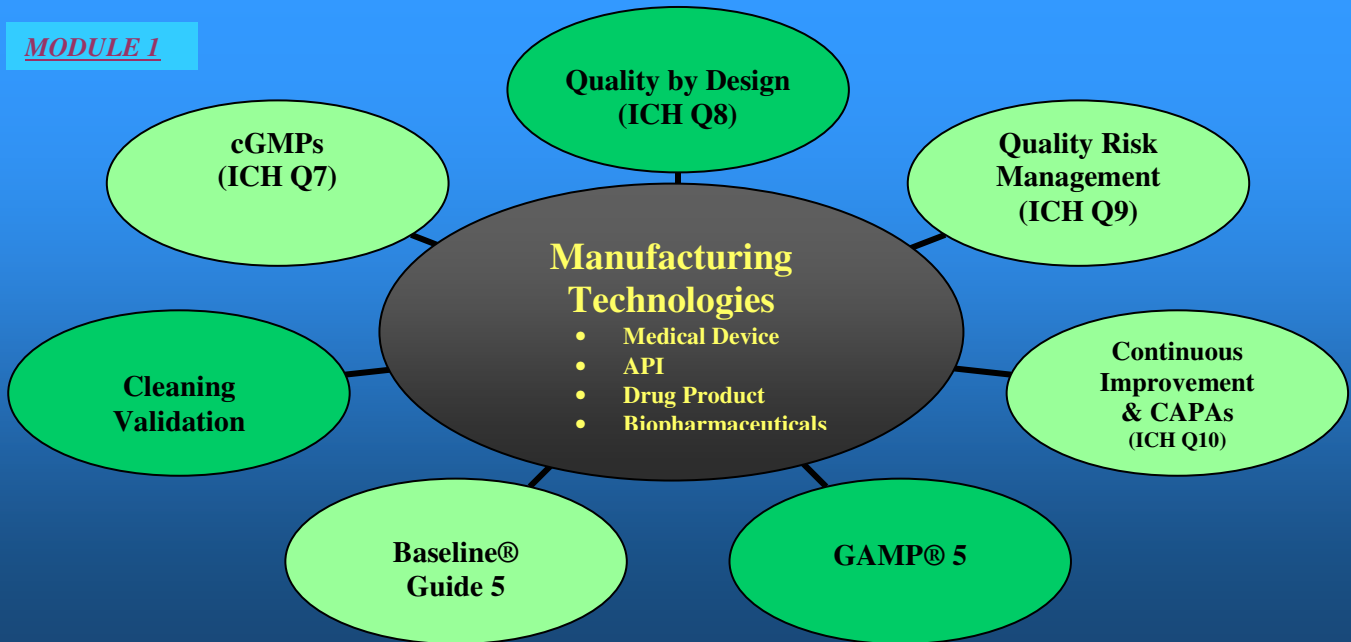 MODULE 1
Quality by Design
(ICH Q8)
cGMPs
(ICH Q7)
Quality Risk
Management
(ICH Q9)
Manufacturing
Technologies
• Medical Device
• API
• Drug Product
• Biopharmaceuticals
Continuous
Improvement
& CAPAs
(ICH Q10)
Cleaning
Validation
Baseline®
Guide 5
GAMP® 5